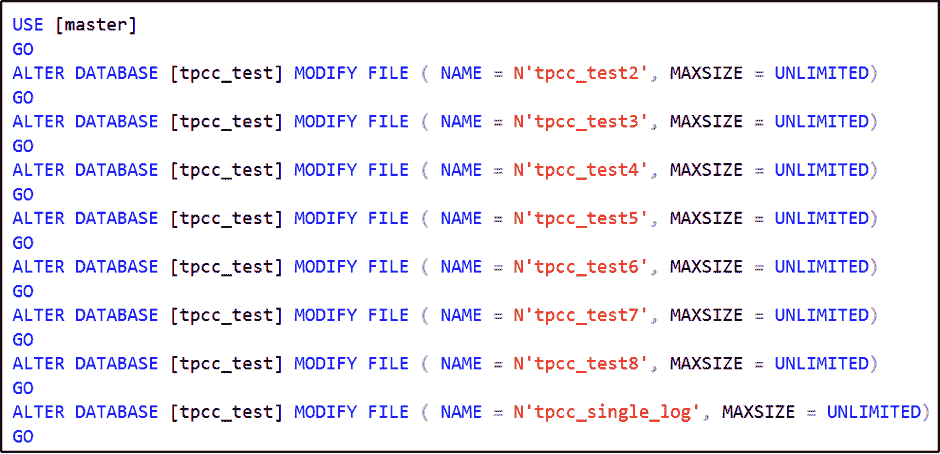 USE [master]
GO
ALTER DATABASE [tpcc_test] MODIFY FILE ( NAME = N'tpcc_test2', MAXSIZE = UNLIMITED)
GO
ALTER DATABASE [tpcc_test] MODIFY FILE ( NAME = N'tpcc_test3', MAXSIZE = UNLIMITED)
GO
ALTER DATABASE [tpcc_test] MODIFY FILE ( NAME = N'tpcc_test4', MAXSIZE = UNLIMITED)
GO
ALTER DATABASE [tpcc_test] MODIFY FILE ( NAME = N'tpcc_test5', MAXSIZE = UNLIMITED)
GO
ALTER DATABASE [tpcc_test] MODIFY FILE ( NAME = N'tpcc_test6', MAXSIZE = UNLIMITED)
GO
ALTER DATABASE [tpcc_test] MODIFY FILE ( NAME = N'tpcc_test7', MAXSIZE = UNLIMITED)
GO
ALTER DATABASE [tpcc_test] MODIFY FILE ( NAME = N'tpcc_test8', MAXSIZE = UNLIMITED)
GO
ALTER DATABASE [tpcc_test] MODIFY FILE ( NAME = N'tpcc_single_log', MAXSIZE = UNLIMITED)
GO